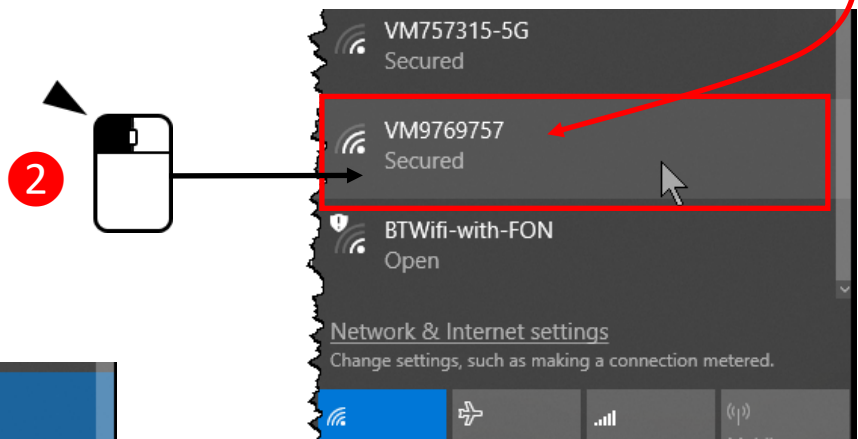 VM757315-5G
Secured
2
VM9769757
Secured
BTWifi-with-FON
Open
Network & Internet settings
Change settings, such as making a connection metered.